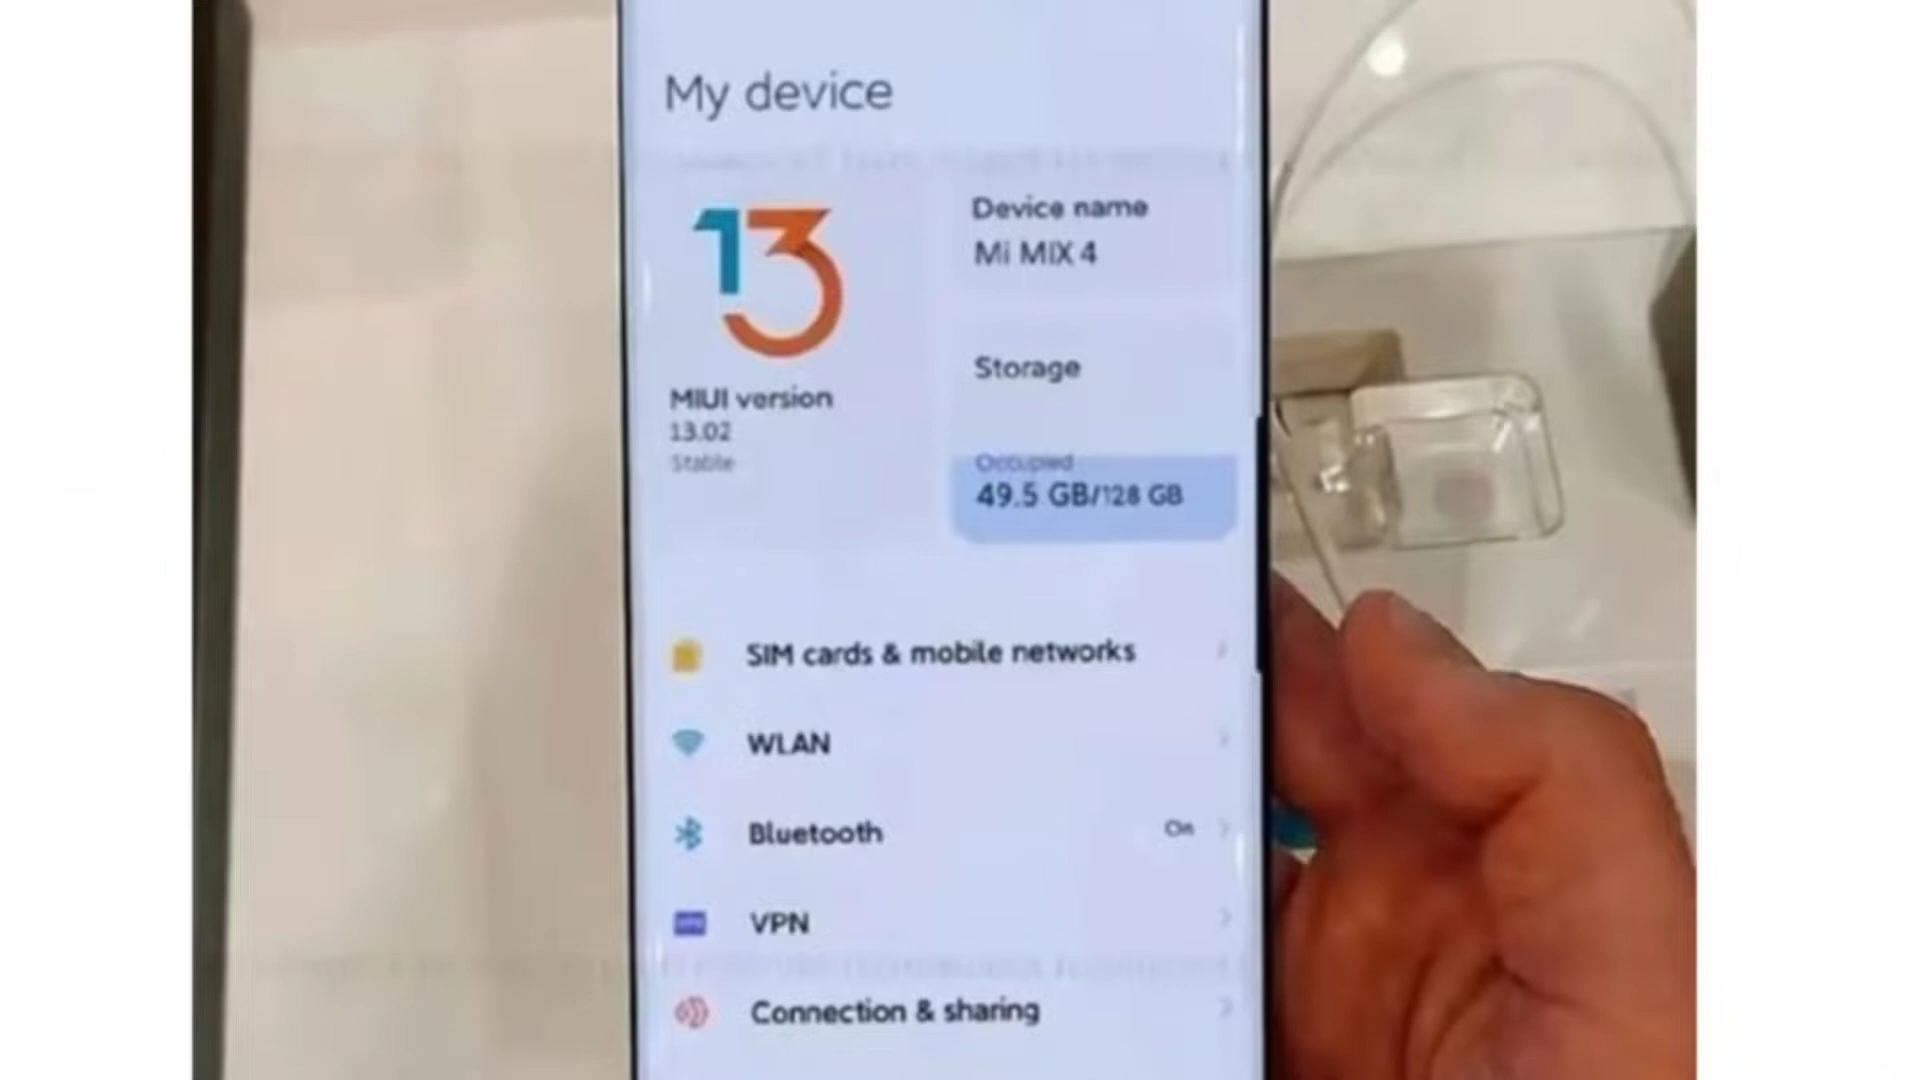 My device
13
MIUI version
13.02
Stable
Device name
Mi MIX 4
Storage
Occupied
49.5 GB/128 GB
SIM cards & mobile networks
WLAN
Bluetooth
On
VPN
Connection & sharing